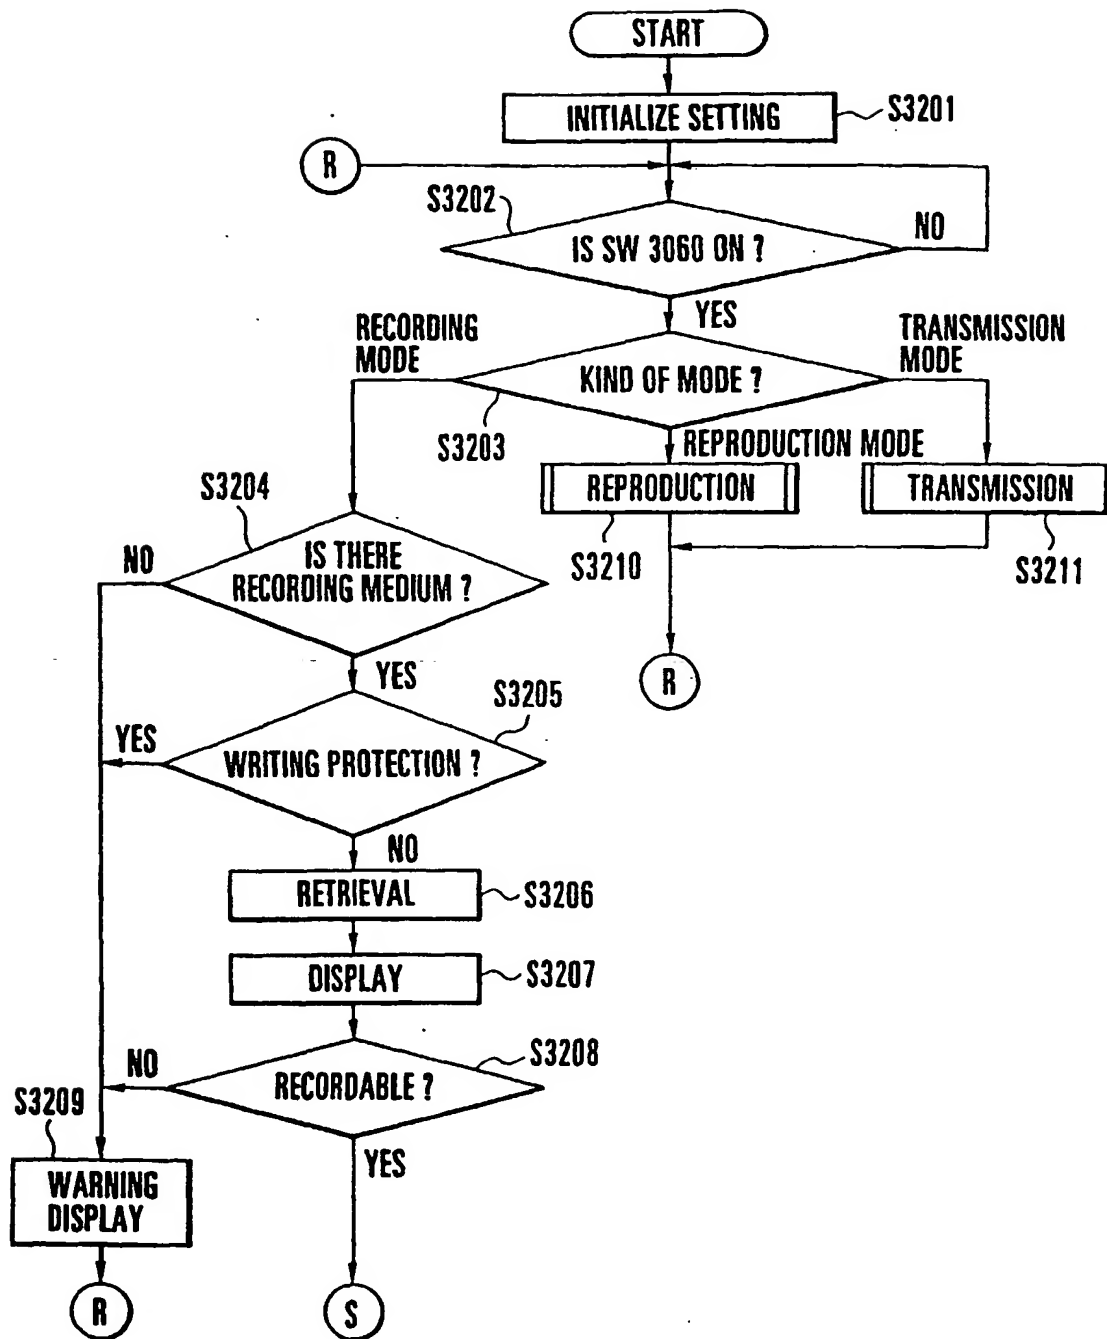 START
INITIALIZE SETTING
S3201
R
S3202
IS SW 3060 ON ?
NO
YES
RECORDING
MODE
TRANSMISSION
MODE
KIND OF MODE ?
S3203
REPRODUCTION MODE
S3204
REPRODUCTION
TRANSMISSION
NO
IS THERE
RECORDING MEDIUM ?
S3210
S3211
YES
R
S3205
YES
WRITING PROTECTION ?
NO
RETRIEVAL
S3206
DISPLAY
S3207
S3208
NO
RECORDABLE ?
S3209
YES
WARNING
DISPLAY
R
S